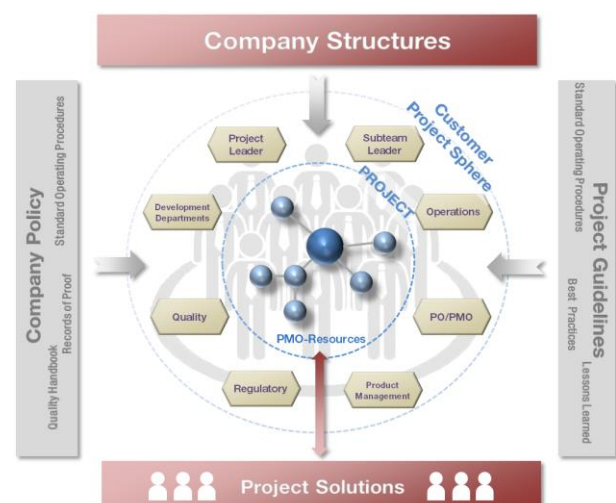 Company Structures
Company Policy
Standard Operating Procedures
Records of Proof
Quality Handbook
Customer
Project Sphere
Project
Leader
Subteam
Leader
PROJECT
Development
Departments
Operations
Quality
PO/PMO
PMO-Resources
Regulatory
Product
Management
Project Guidelines
Standard Operating Procedures
Best Practices
Lessons Learned
Project Solutions